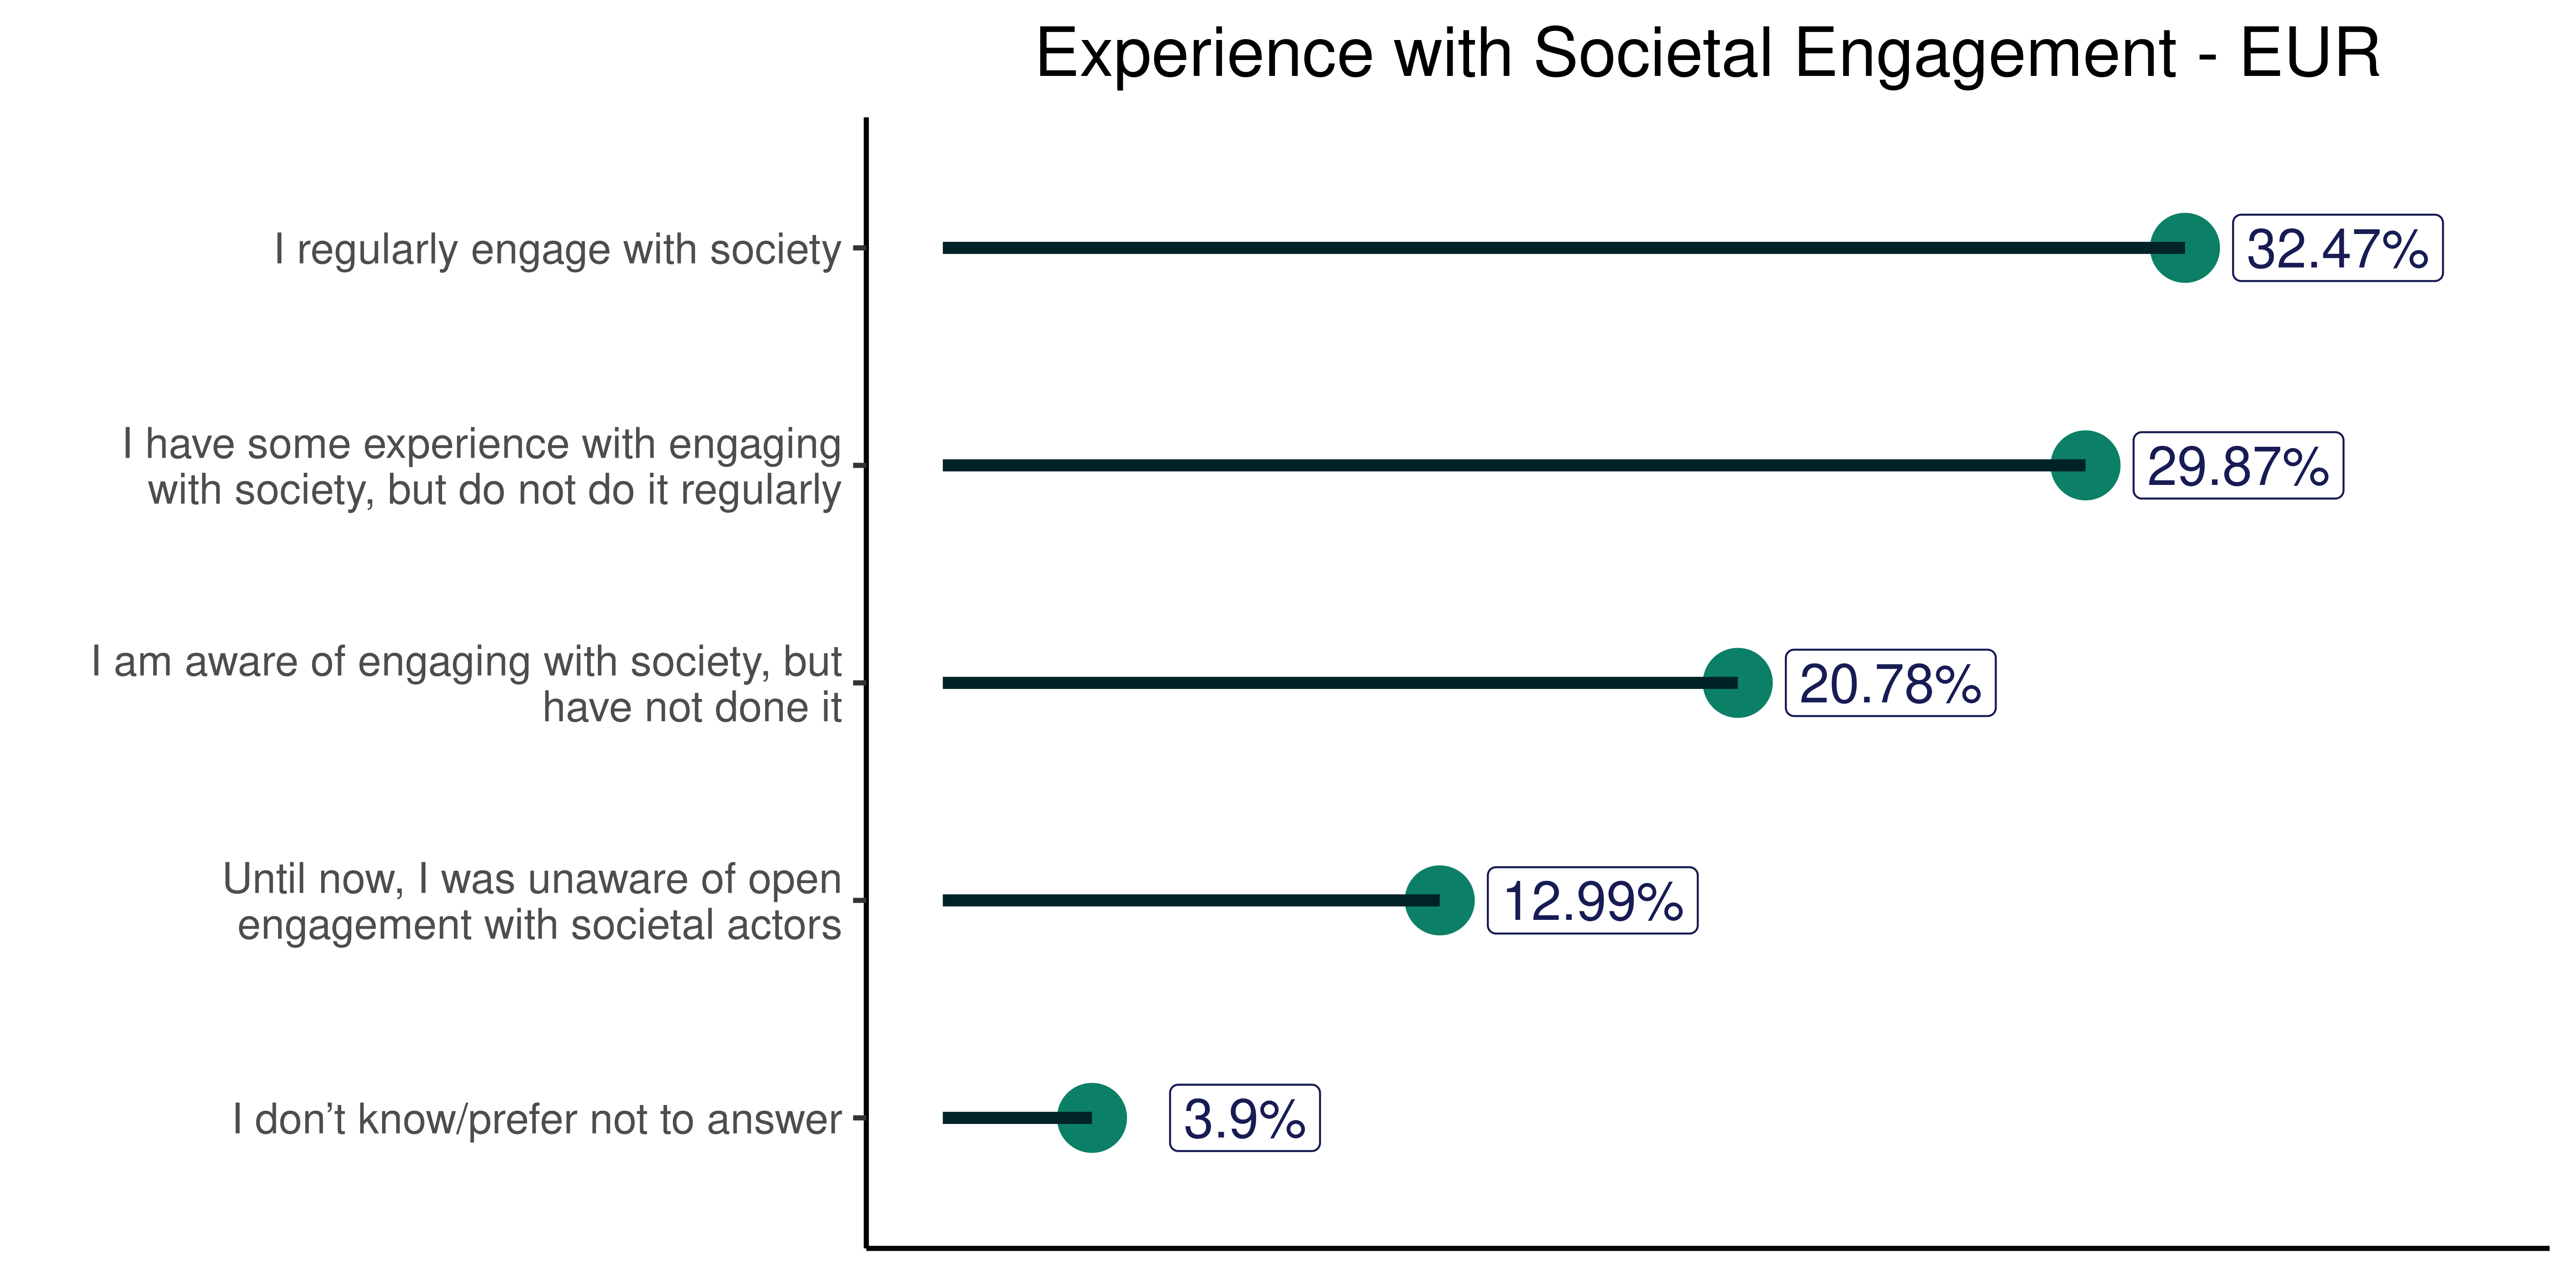 Experience with Societal Engagement - EUR
I regularly engage with society
32.47%
I have some experience with engaging
with society, but do not do it regularly
29.87%
I am aware of engaging with society, but
have not done it
20.78%
Until now, I was unaware of open
engagement with societal actors
12.99%
I don’t know/prefer not to answer
3.9%